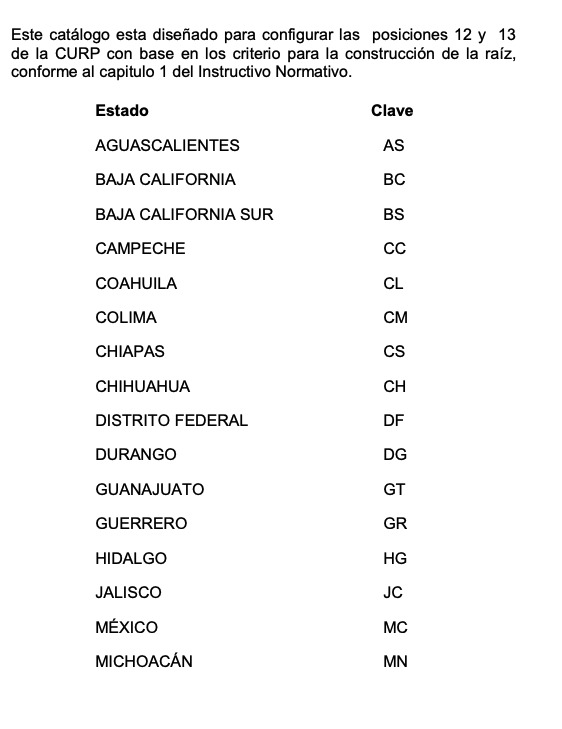 Este catálogo esta diseñado para configurar las posiciones 12 y 13
de la CURP con base en los criterio para la construcción de la raíz,
conforme al capitulo 1 del Instructivo Normativo.
Estado Clave
AGUASCALIENTES AS
BAJA CALIFORNIA BC
BAJA CALIFORNIA SUR BS
CAMPECHE CC
COAHUILA CL
COLIMA CM
CHIAPAS CS
CHIHUAHUA CH
DISTRITO FEDERAL DF
DURANGO DG
GUANAJUATO GT
GUERRERO GR
HIDALGO HG
JALISCO JC
MÉXICO MC
MICHOACÁN MN